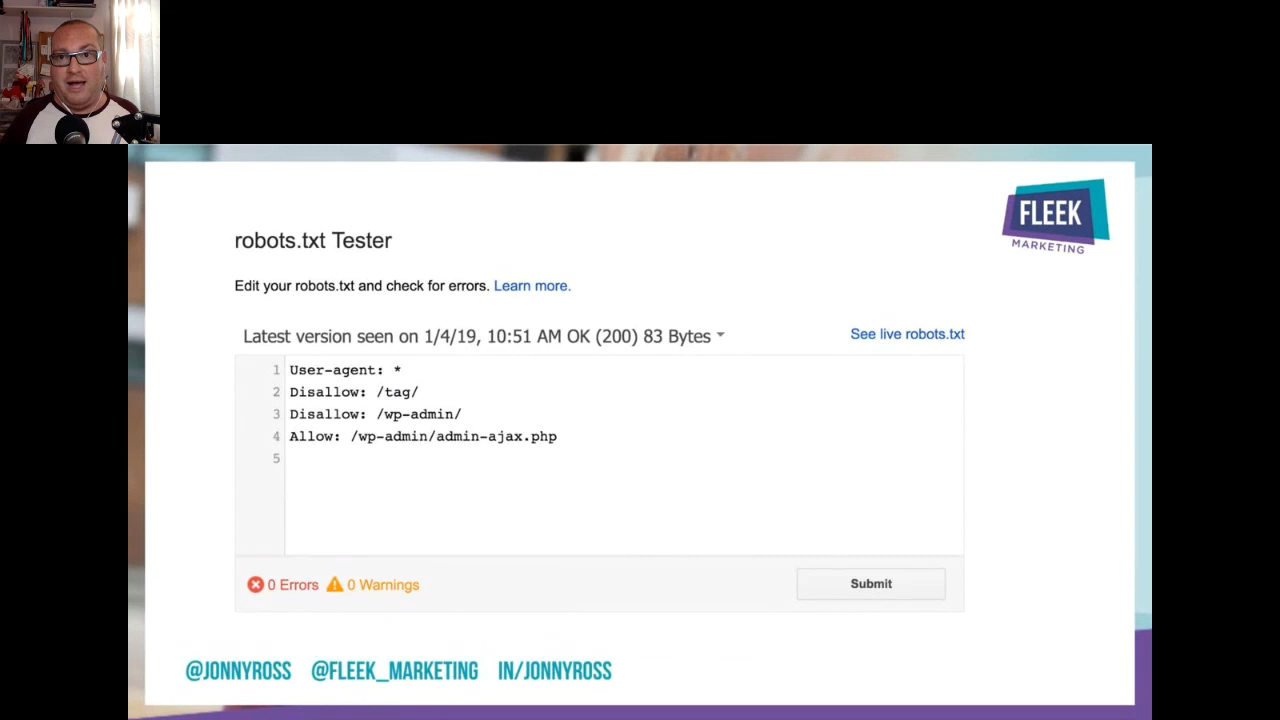 FLEEK
MARKETING
robots.txt Tester
Edit your robots.txt and check for errors. Learn more.
Latest version seen on 1/4/19, 10:51 AM OK (200) 83 Bytes
See live robots.txt
1 User-agent: *
2 Disallow: /tag/
3 Disallow: /wp-admin/
4 Allow: /wp-admin/admin-ajax.php
5
0 Errors 0 Warnings
Submit
@JONNYROSS @FLEEK_MARKETING IN/JONNYROSS